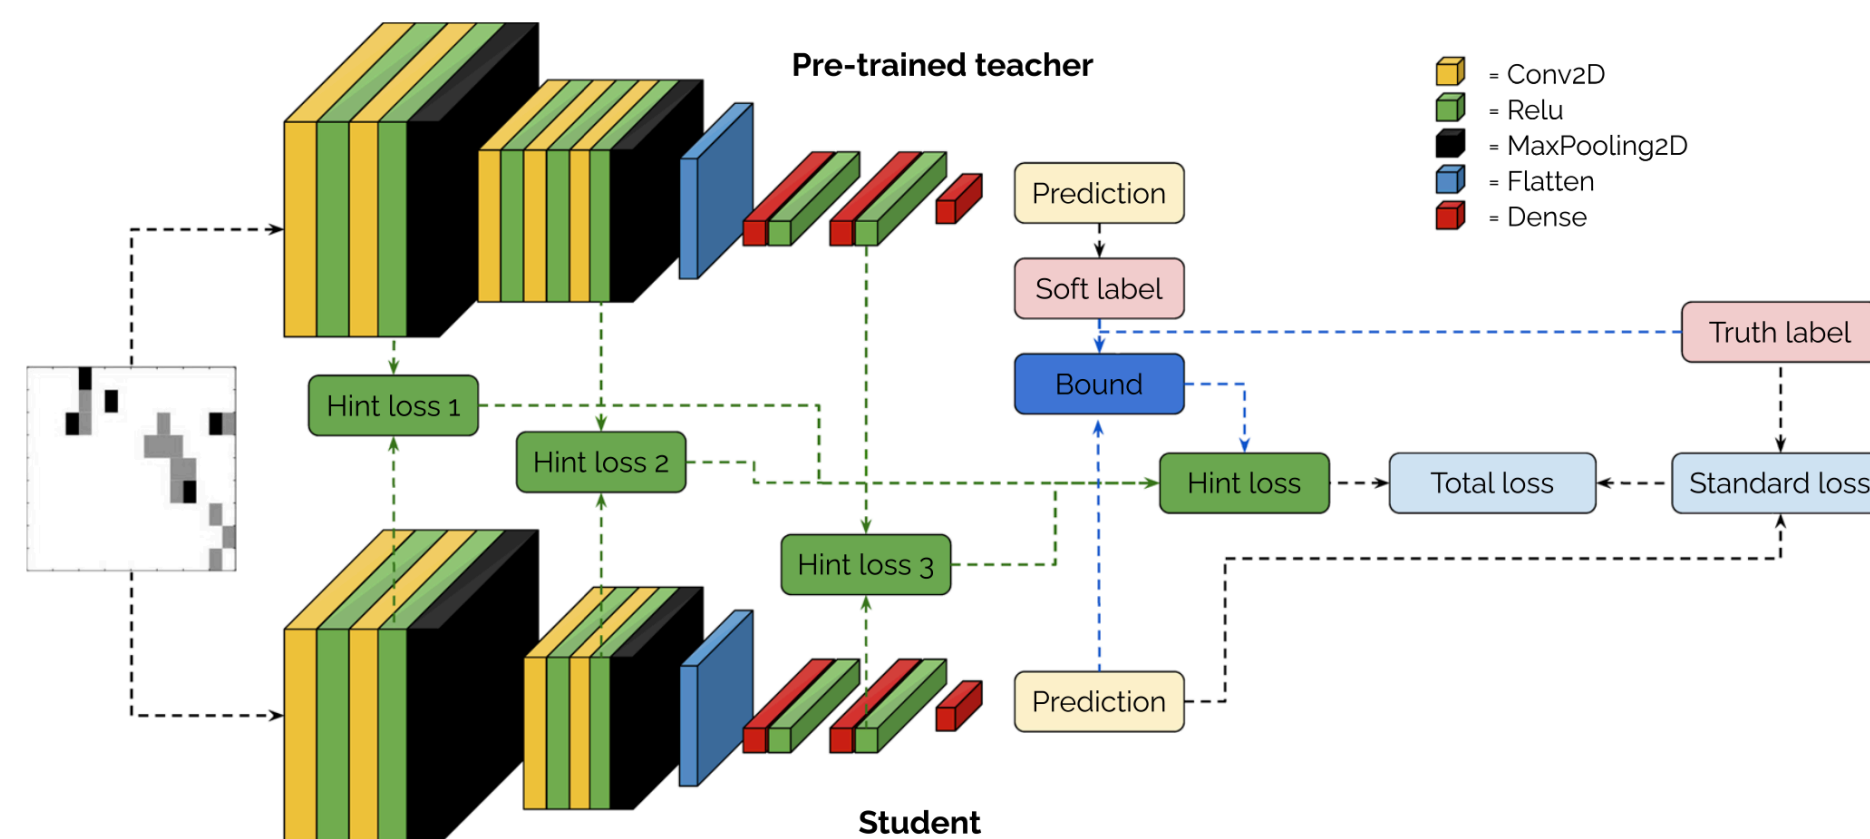 Pre-trained teacher
= Conv2D
= Relu
= MaxPooling2D
= Flatten
= Dense
Prediction
Soft label
Truth label
Bound
Hint loss 1
Hint loss 2
Hint loss
Total loss
Standard loss
Hint loss 3
Prediction
Student